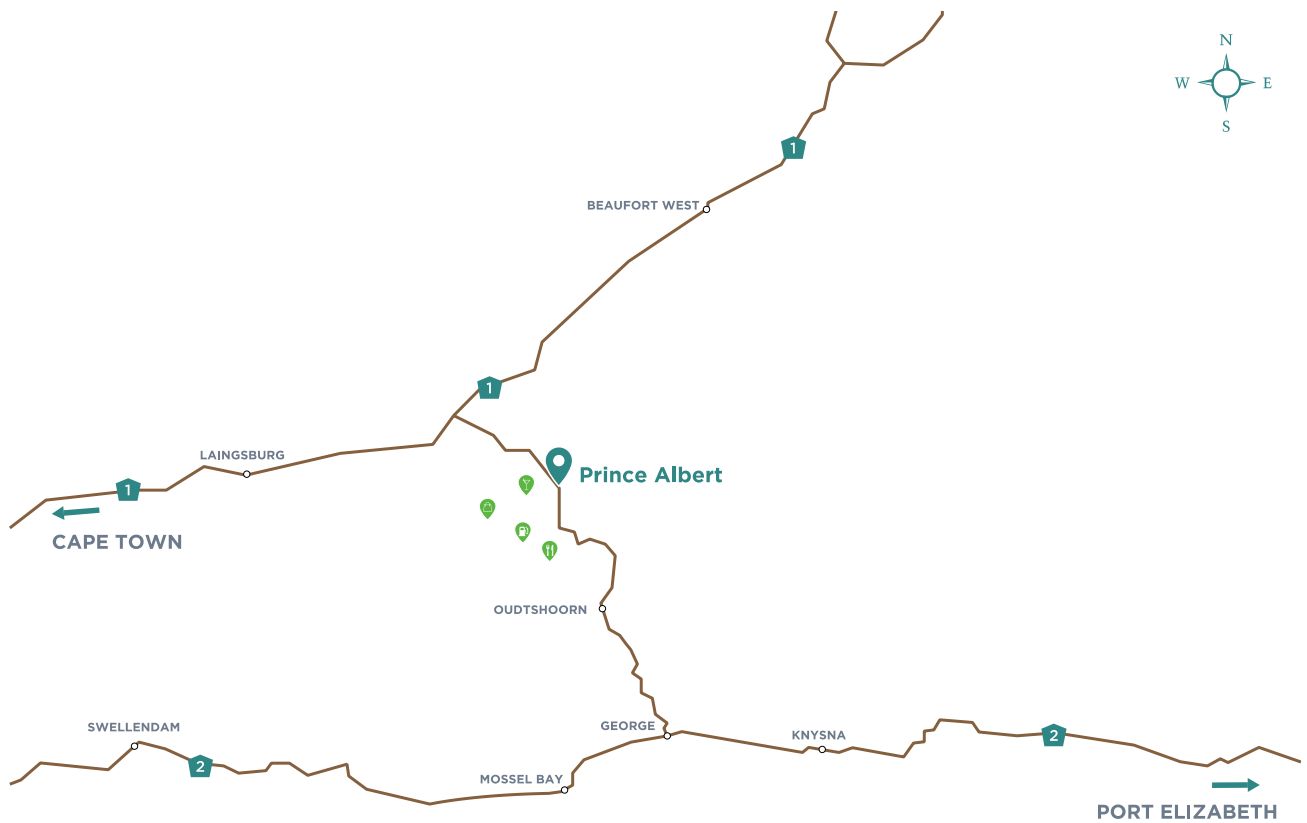 N
W E
S
1
BEAUFORT WEST
1
LAINGSBURG
Prince Albert
1
CAPE TOWN
OUDTSHOORN
SWELLENDAM
GEORGE
KNYSNA
2
2
MOSSEL BAY
PORT ELIZABETH